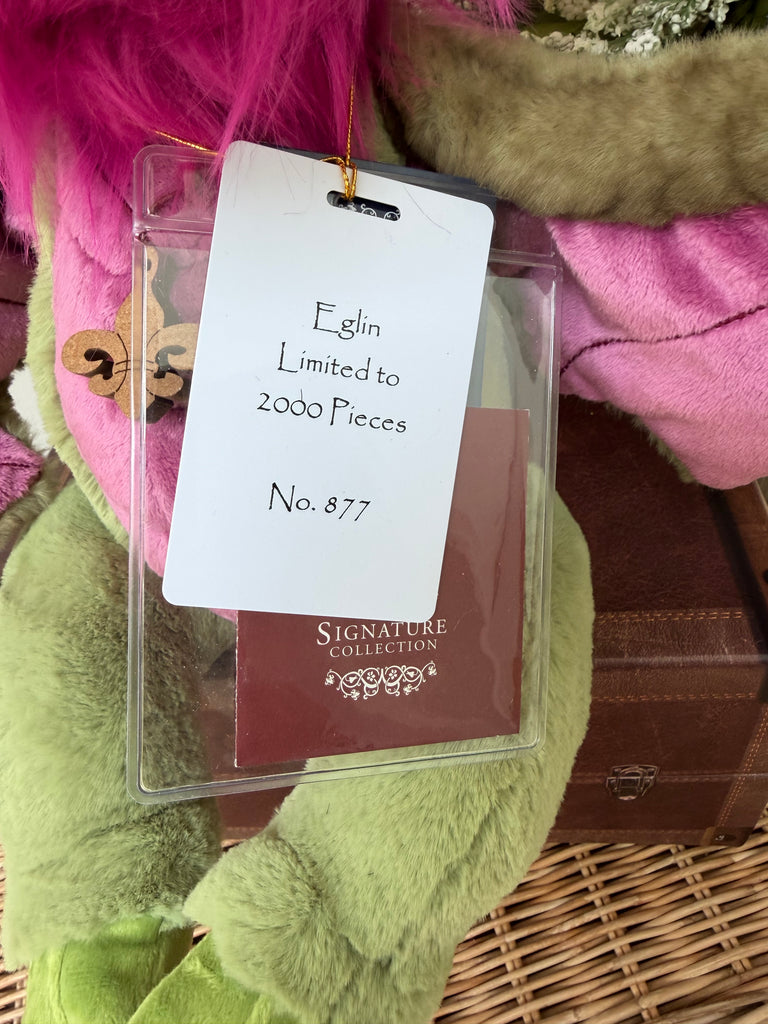 Eglin
Limited to
2000 Pieces
No. 877
SIGNATURE
COLLECTION